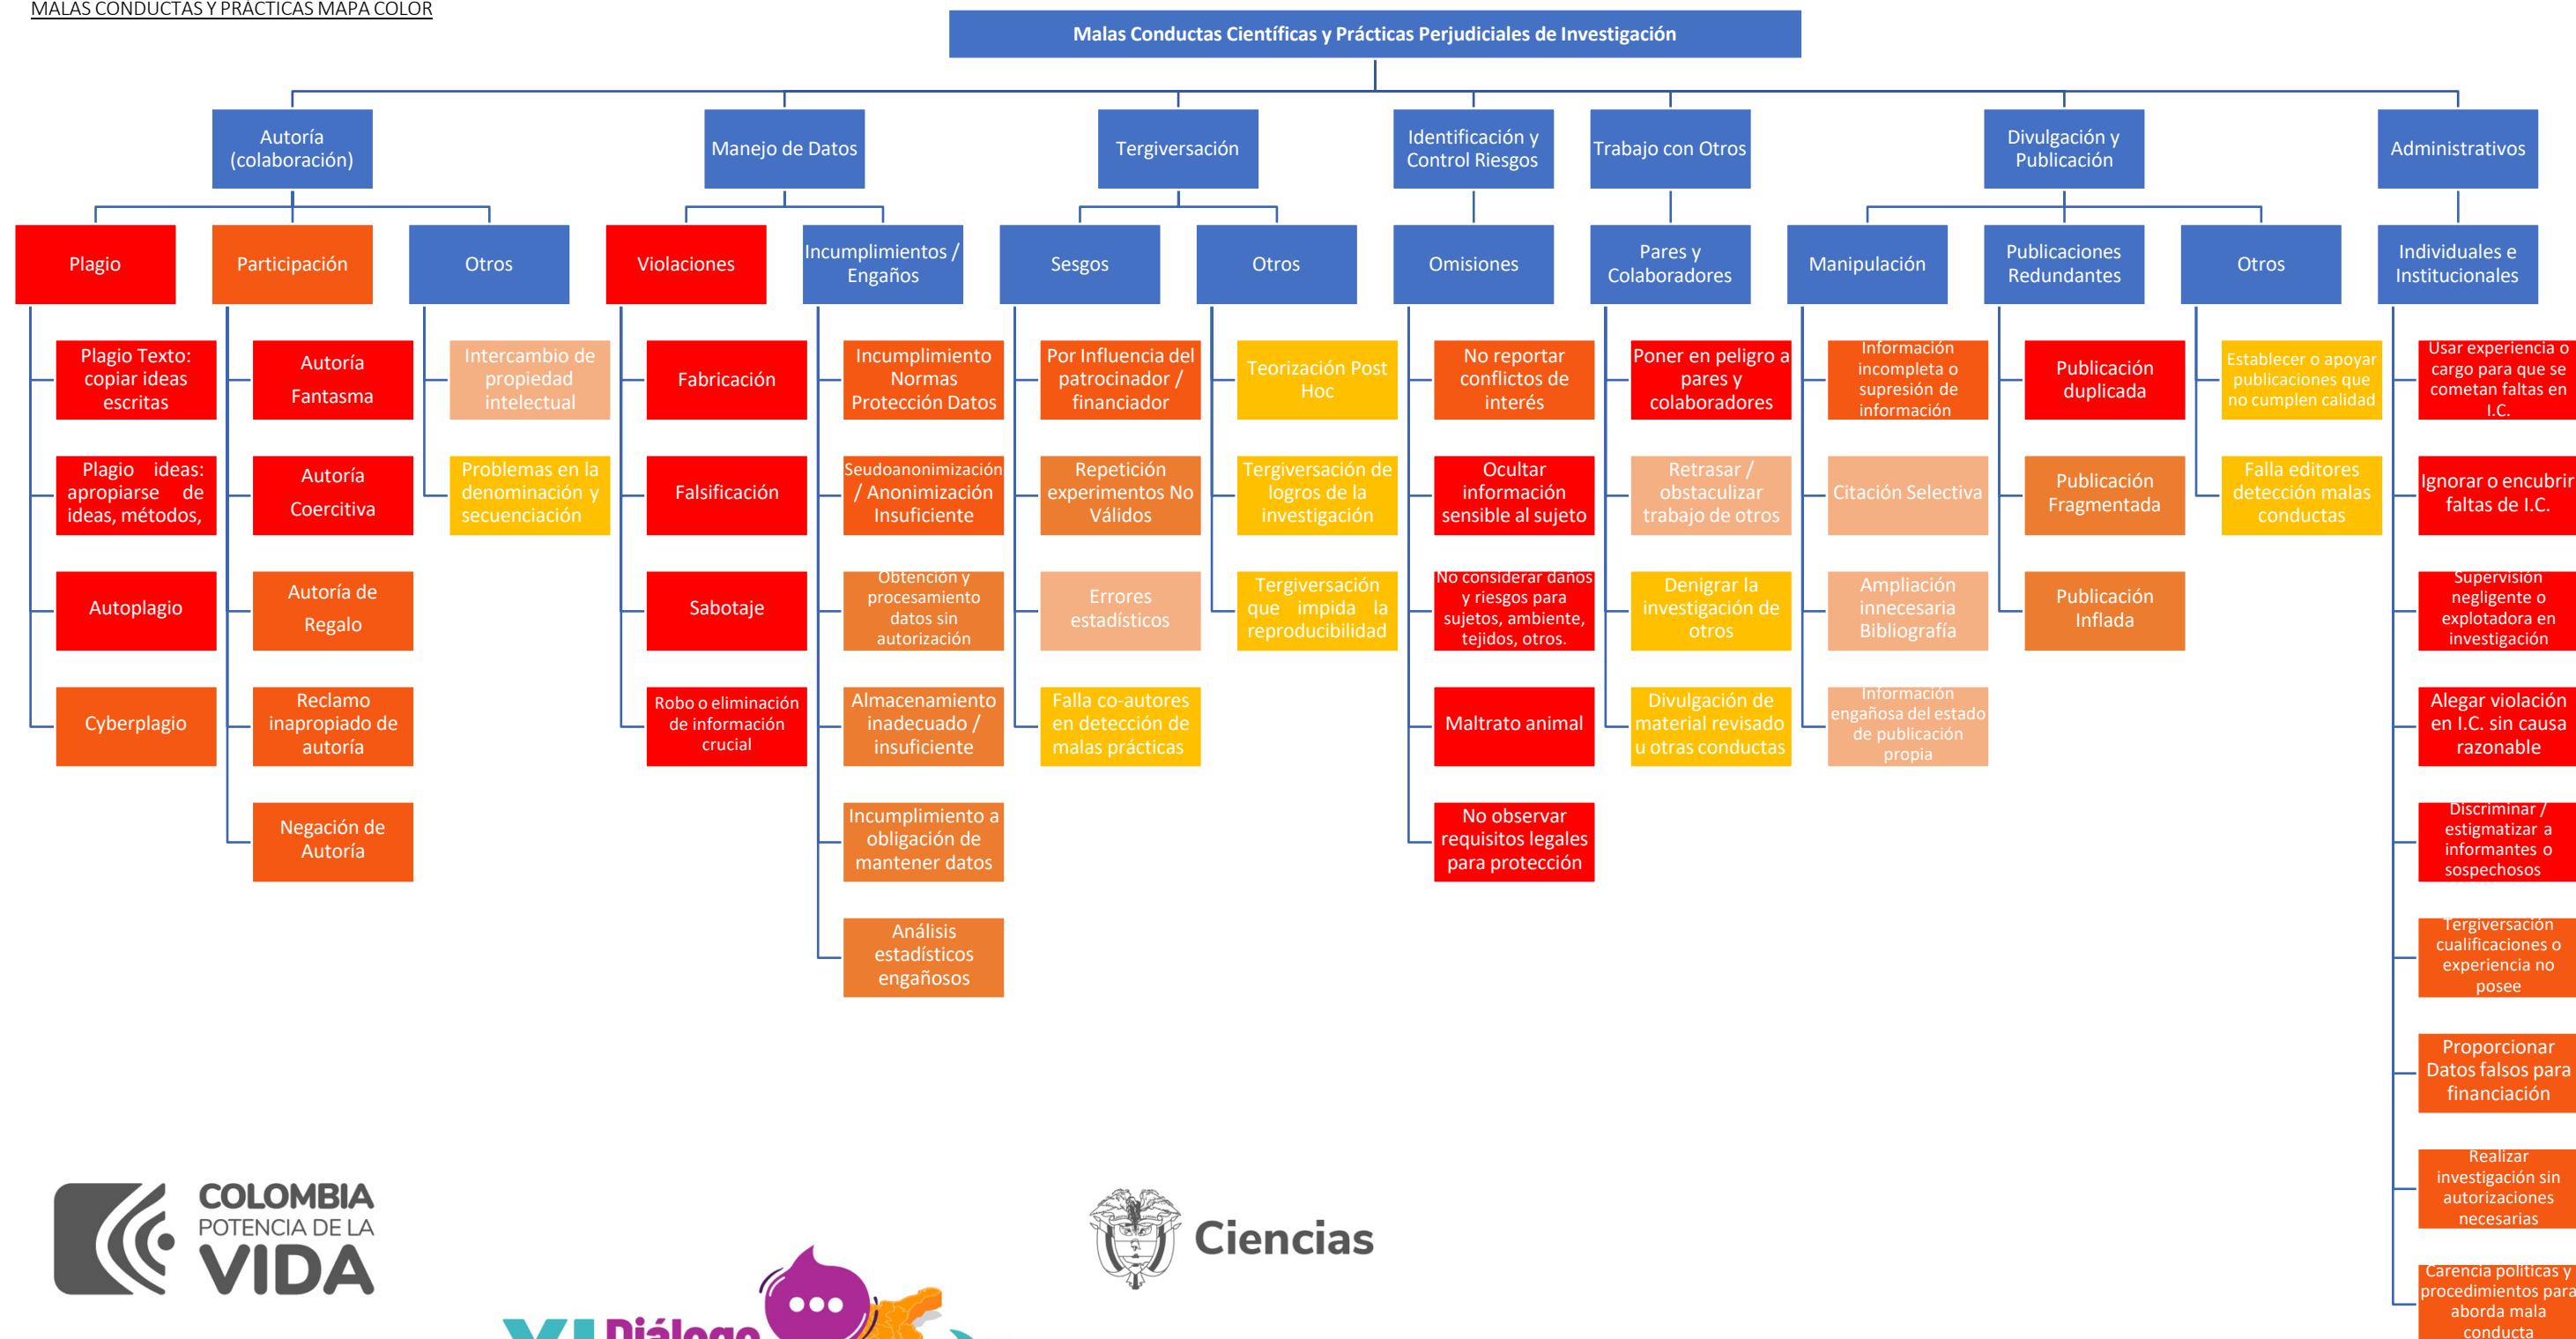 MALAS CONDUCTAS Y PRÁCTICAS MAPA COLOR
Malas Conductas Científicas y Prácticas Perjudiciales de Investigación
Autoría
(colaboración)
Manejo de Datos
Tergiversación
Identificación y
Control Riesgos
Trabajo con Otros
Divulgación y
Publicación
Administrativos
Plagio
Participación
Otros
Violaciones
Incumplimientos /
Engaños
Sesgos
Otros
Omisiones
Pares y
Colaboradores
Manipulación
Publicaciones
Redundantes
Otros
Individuales e
Institucionales
Plagio Texto:
copiar ideas
escritas
Plagio ideas:
apropiarse de
ideas, métodos,
Autoplagio
Cyberplagio
Autoría
Fantasma
Autoría
Coercitiva
Autoría de
Regalo
Reclamo
inapropiado de
autoría
Negación de
Autoría
Intercambio de
propiedad
intelectual
Problemas en la
denominación y
secuenciación
Fabricación
Falsificación
Sabotaje
Robo o eliminación
de información
crucial
Incumplimiento
Normas
Protección Datos
Seudoanonimización
/ Anonimización
Insuficiente
Obtención y
procesamiento
datos sin
autorización
Almacenamiento
inadecuado /
insuficiente
Incumplimiento a
obligación de
mantener datos
Análisis
estadísticos
engañosos
Por Influencia del
patrocinador /
financiador
Repetición
experimentos No
Válidos
Errores
estadísticos
Falla co-autores
en detección de
malas prácticas
Teorización Post
Hoc
Tergiversación de
logros de la
investigación
Tergiversación
que impida la
reproducibilidad
No reportar
conflictos de
interés
Ocultar
información
sensible al sujeto
No considerar daños
y riesgos para
sujetos, ambiente,
tejidos, otros.
Maltrato animal
No observar
requisitos legales
para protección
Poner en peligro a
pares y
colaboradores
Retrasar /
obstaculizar
trabajo de otros
Denigrar la
investigación de
otros
Divulgación de
material revisado
u otras conductas
Información
incompleta o
supresión de
información
Citación Selectiva
Ampliación
innecesaria
Bibliografía
Información
engañosa del estado
de publicación
propia
Publicación
duplicada
Publicación
Fragmentada
Publicación
Inflada
Establecer o apoyar
publicaciones que
no cumplen calidad
Falla editores
detección malas
conductas
Usar experiencia o
cargo para que se
cometan faltas en
I.C.
Ignorar o encubrir
faltas de I.C.
Supervisión
negligente o
explotadora en
investigación
Alegar violación
en I.C. sin causa
razonable
Discriminar /
estigmatizar a
informantes o
sospechosos
Tergiversación
cualificaciones o
experiencia no
posee
Proporcionar
Datos falsos para
financiación
Realizar
investigación sin
autorizaciones
necesarias
Carencia políticas y
procedimientos para
aborda mala
conducta
COLOMBIA
POTENCIA DE LA
VIDA
Ciencias
XI Diálogo